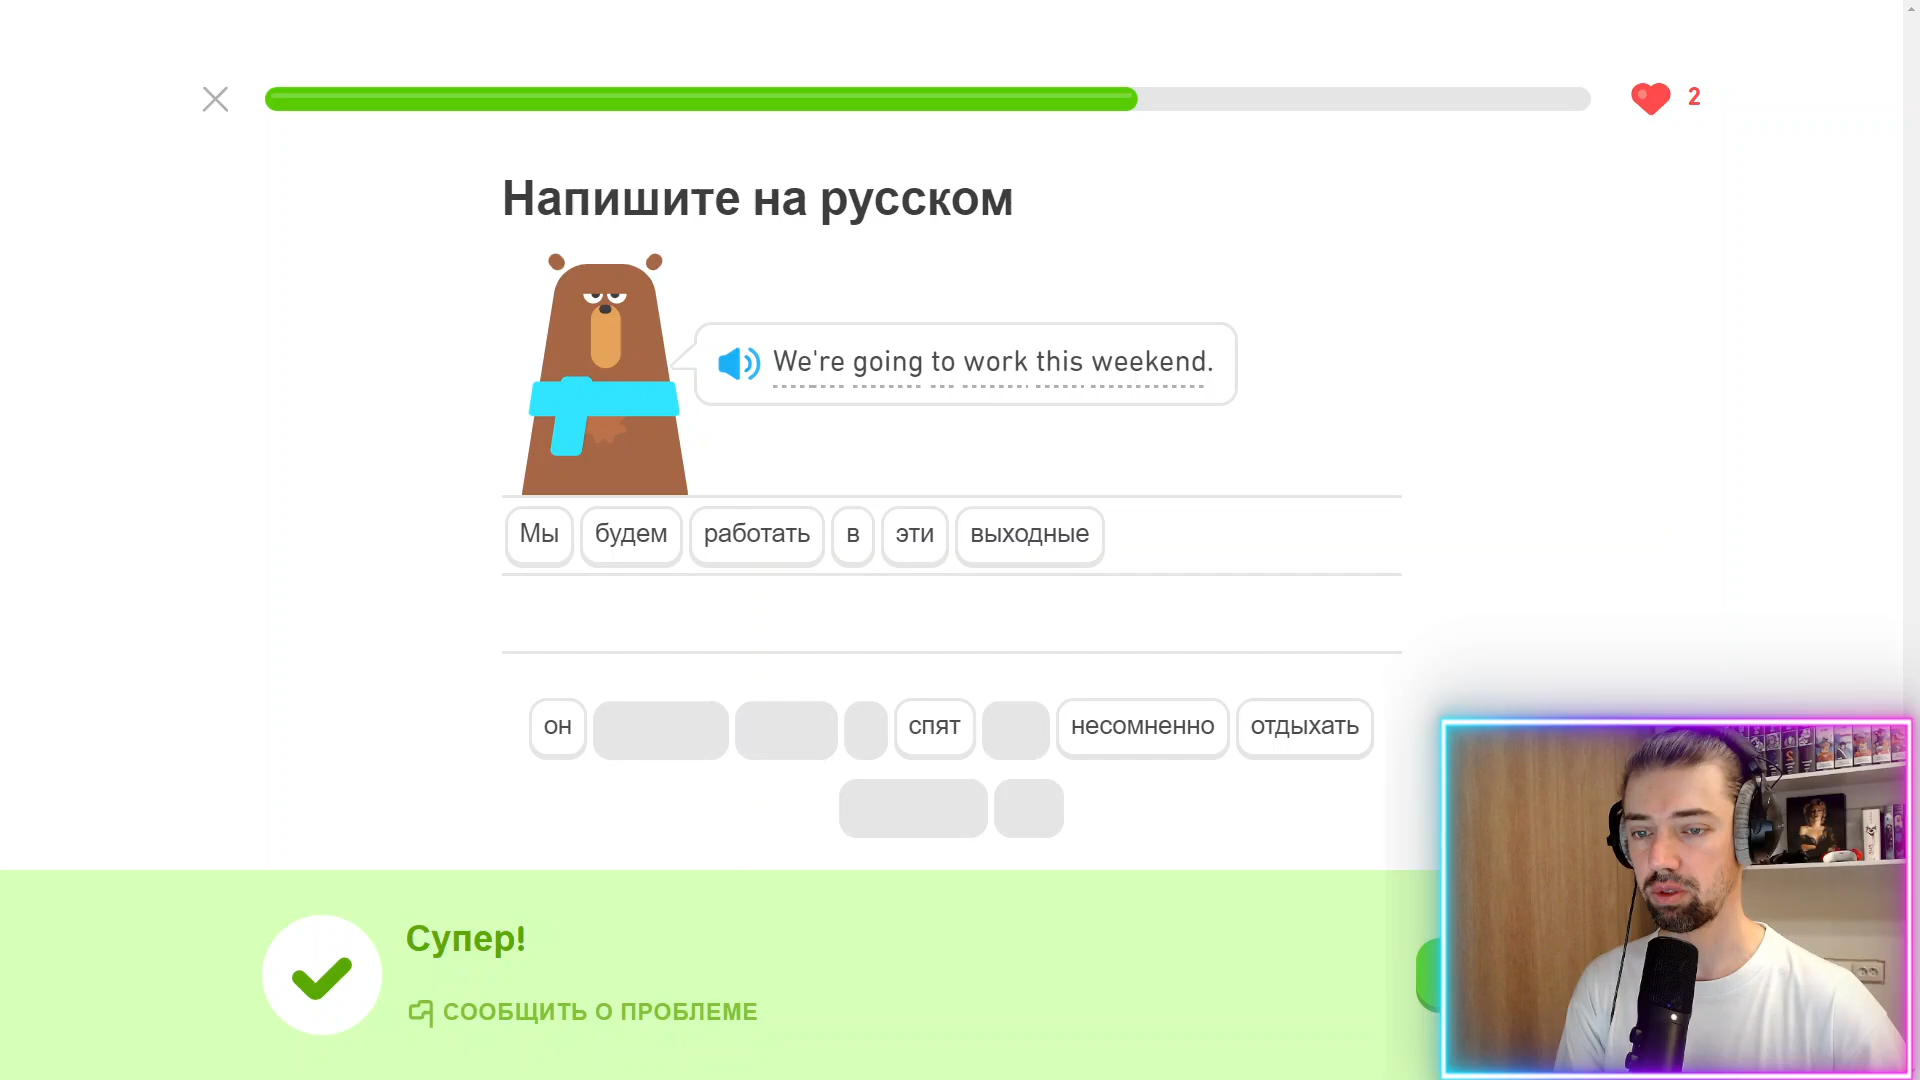 2
Напишите на русском
We're going to work this weekend.
Мы будем работать в эти выходные
он спят несомненно отдыхать
Супер!
СООБЩИТЬ О ПРОБЛЕМЕ